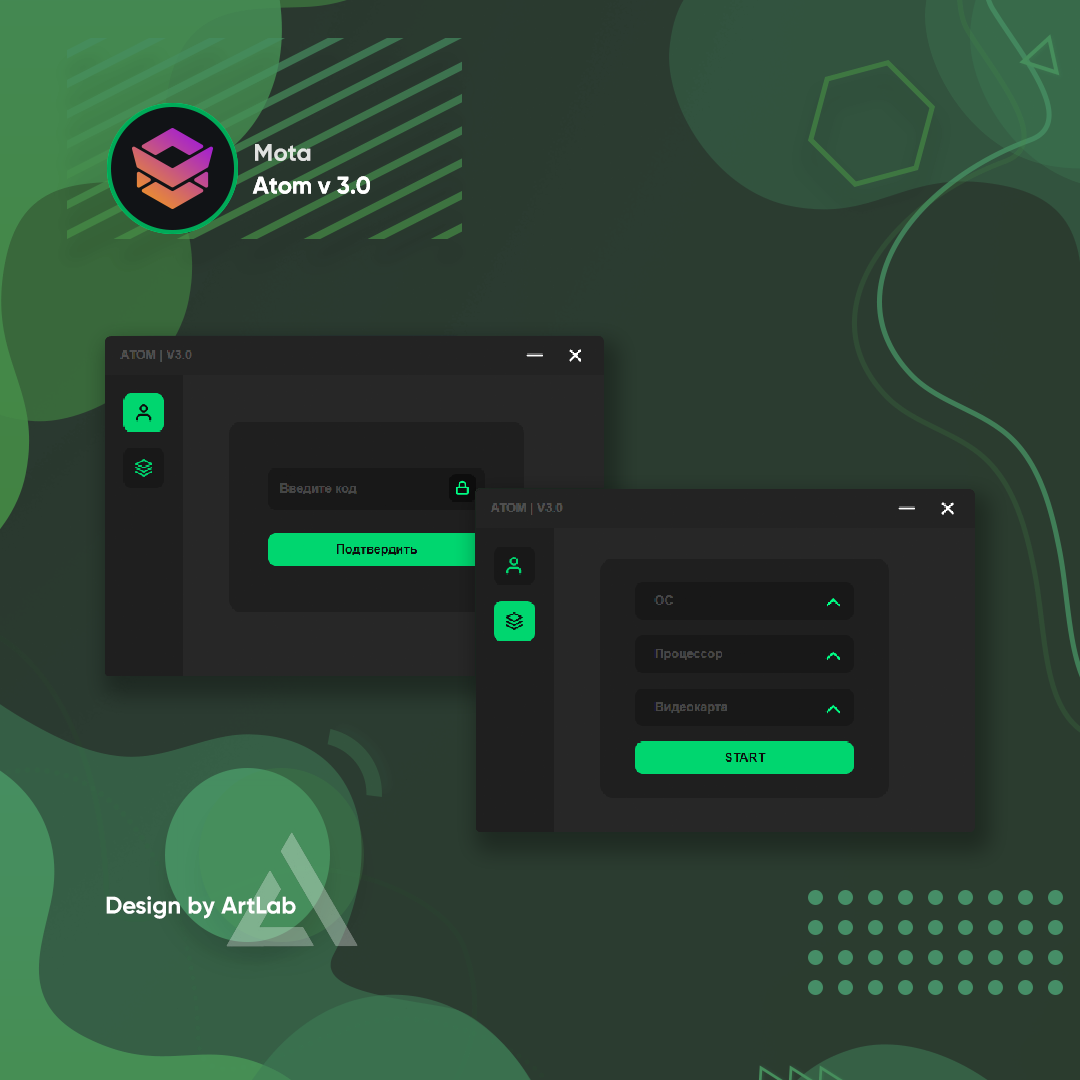 Mota
Atom v 3.0
ATOM | V3.0
Введите код
Подтвердить
ATOM | V3.0
ОС
Процессор
Видеокарта
START
Design by ArtLab